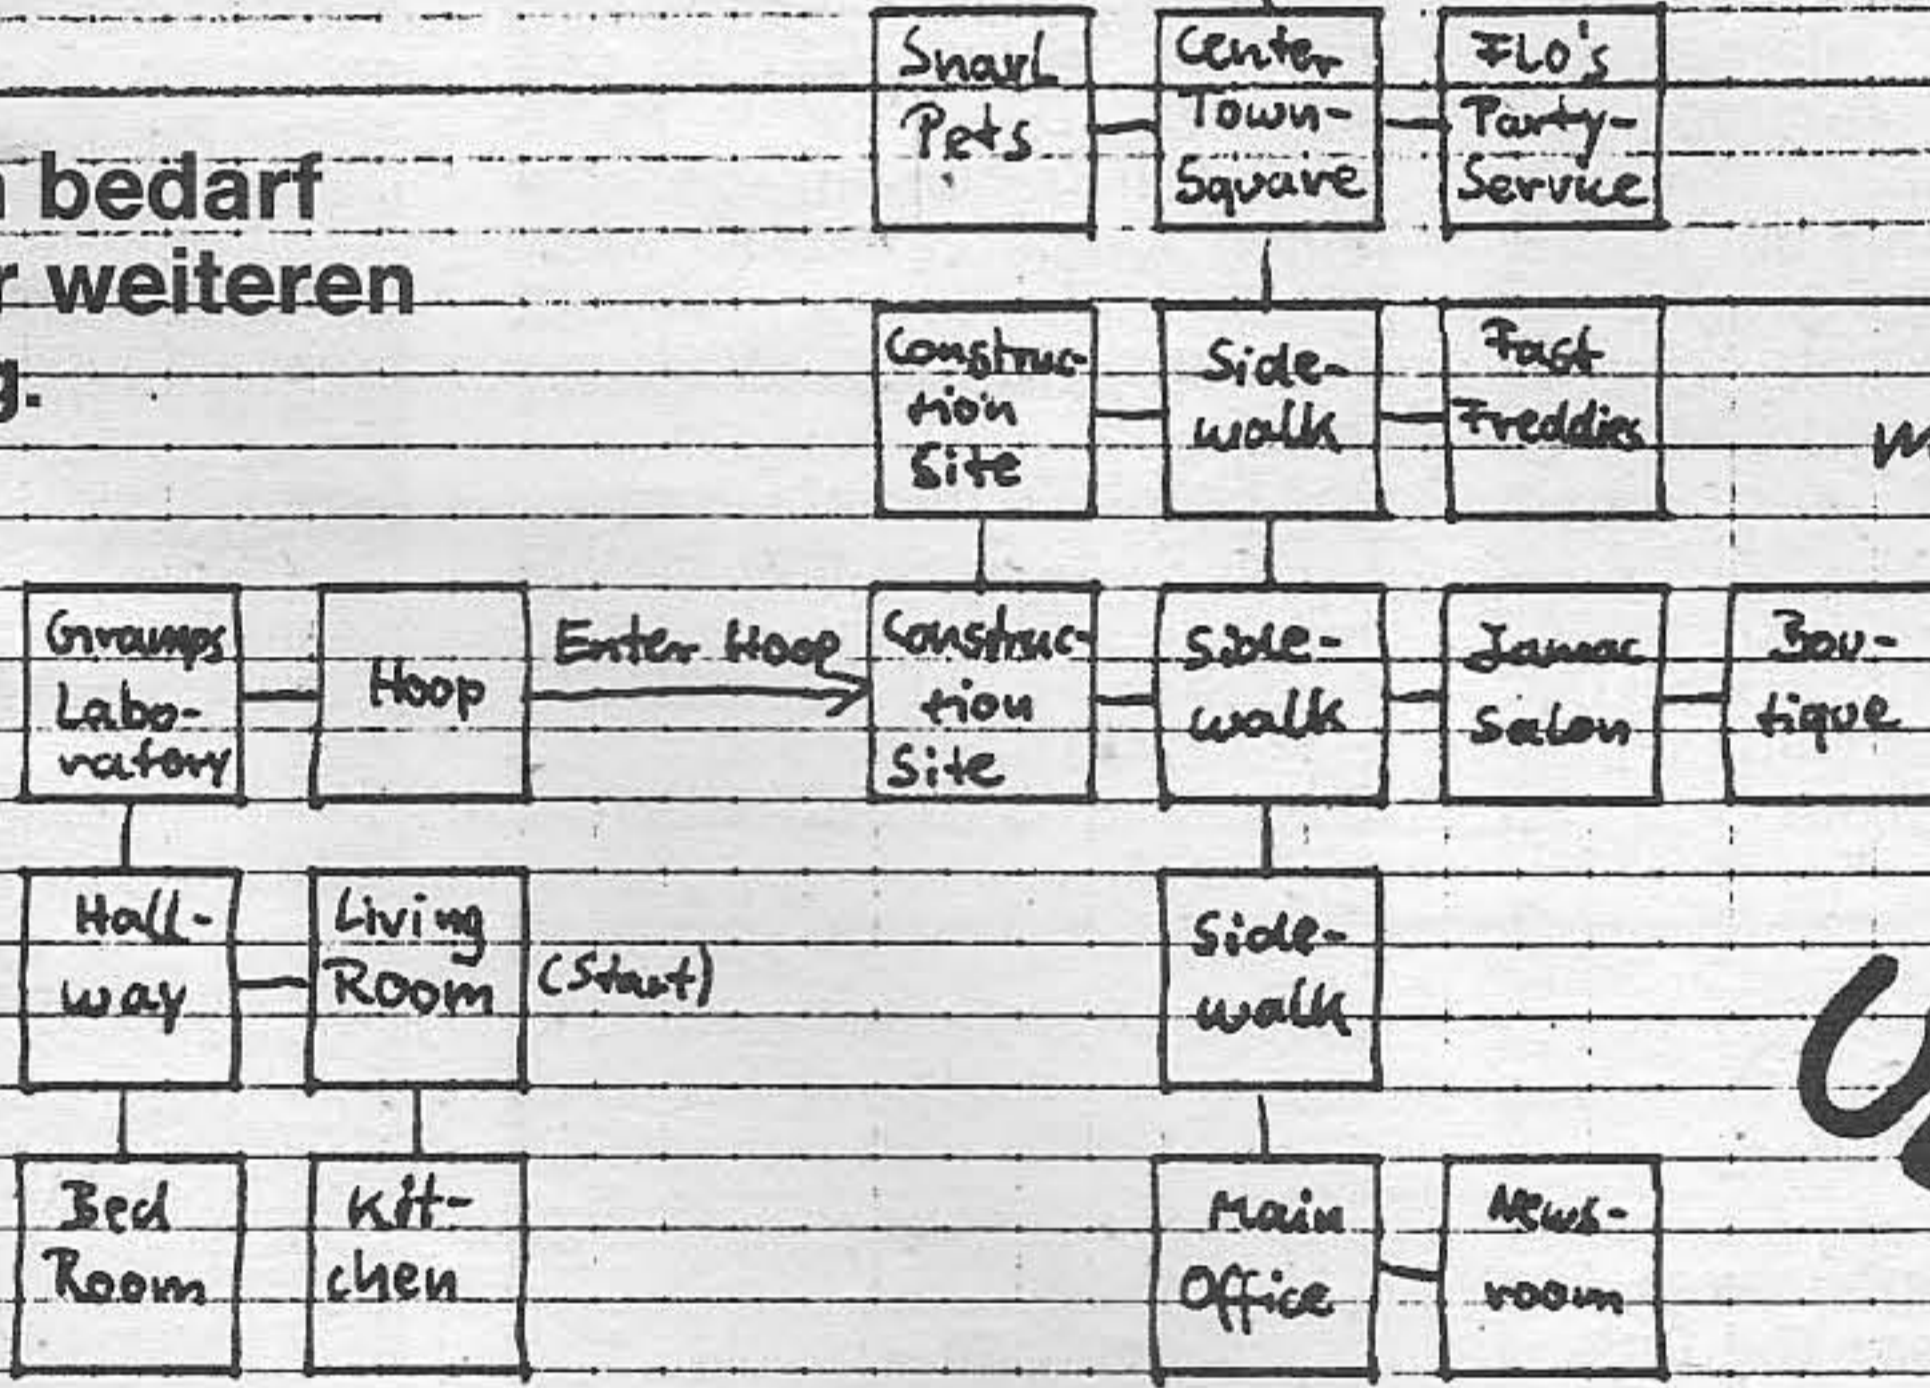 Snarl
Pets
Center
Town-
Square
FLO's
Party-
Service
bedarf
weiteren
Construc-
tion
Site
Side-
walk
Fast
Freddies
Gramps
Labo-
ratory
Hoop
Enter Hoop
Construc-
tion
Site
Side-
walk
Salon
Bou-
tique
Hall-
way
Living
Room
(Start)
Side-
walk
Bed
Room
Kit-
chen
Main
Office
News-
room